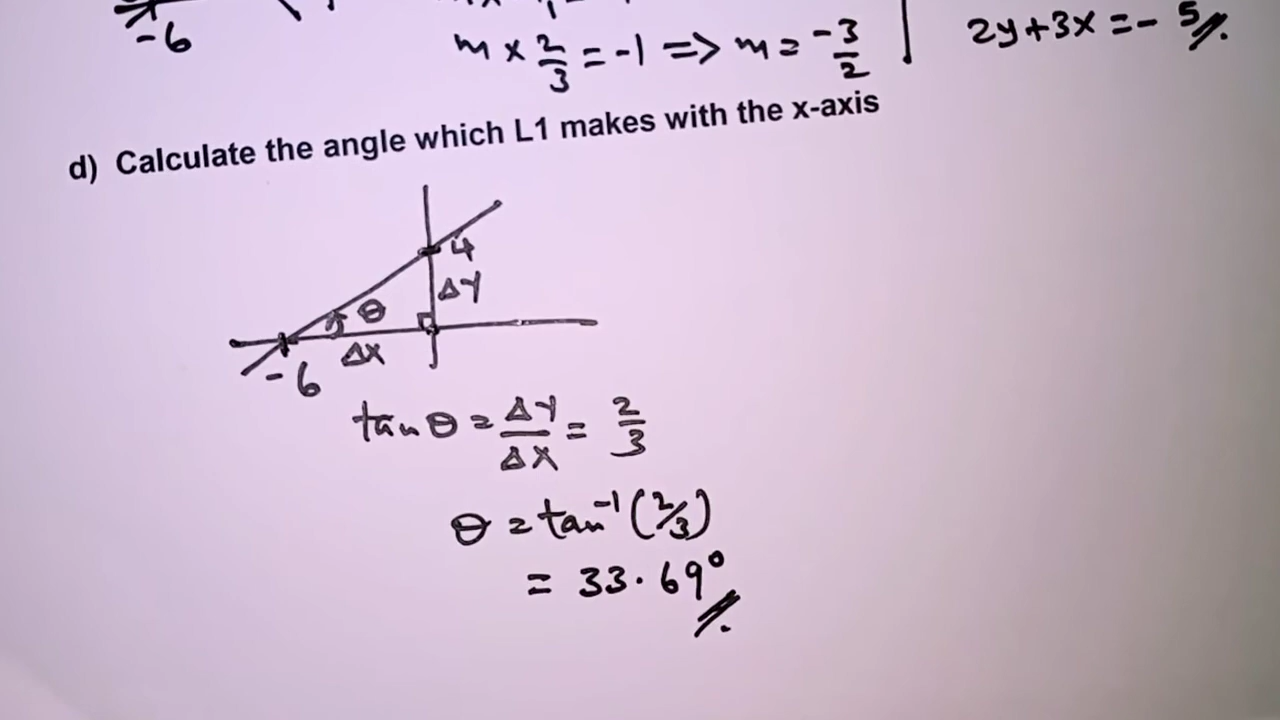 -6
m × 2/3 = -1 => m = -3/2
2y+3x = - 5//.
d) Calculate the angle which L1 makes with the x-axis
4
ΔY
θ
ΔX
-6
tan θ = ΔY/ΔX = 2/3
θ = tan⁻¹(2/3)
= 33.69°//.